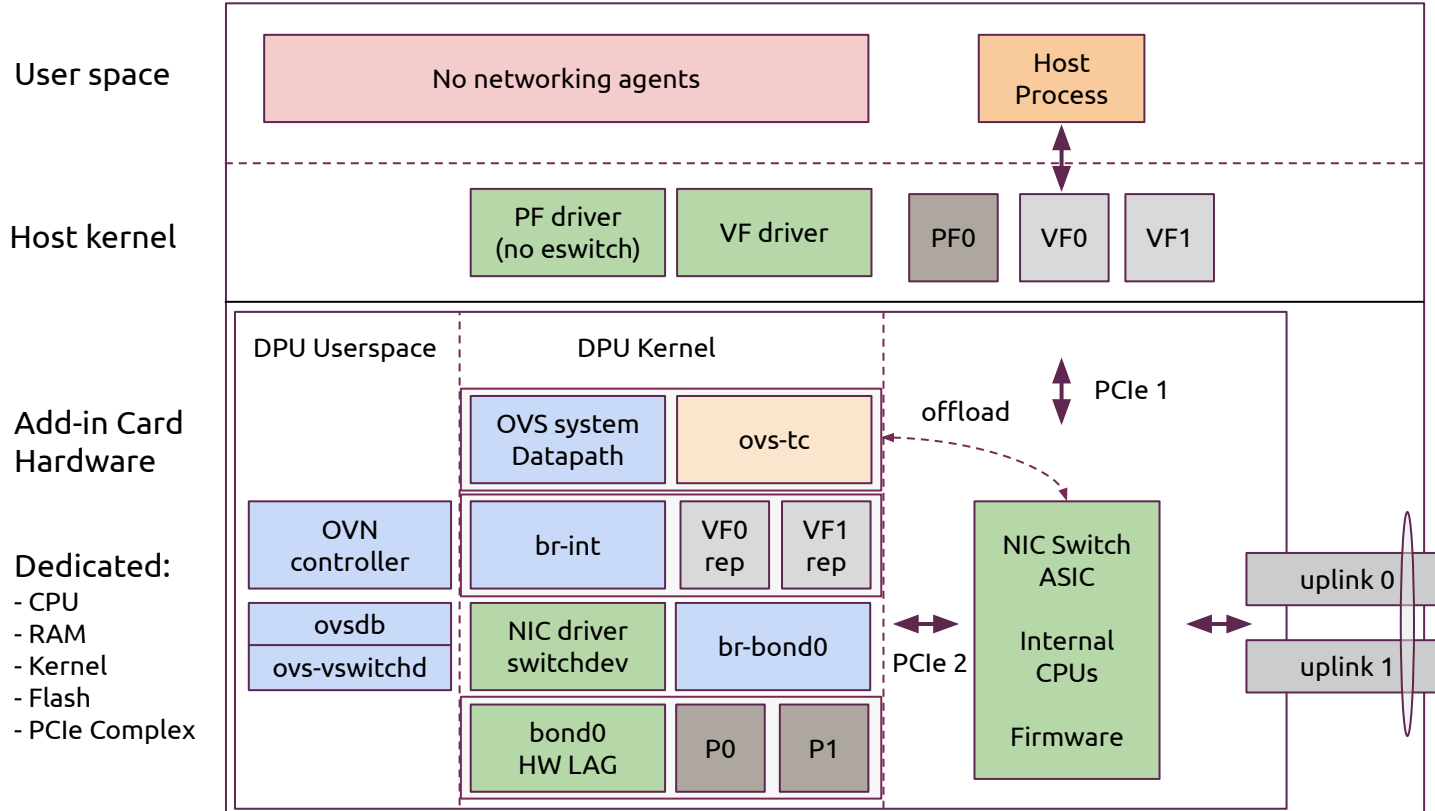 User space
No networking agents
Host
Process
Host kernel
PF driver
(no eswitch)
VF driver
PF0
VF0
VF1
DPU Userspace
DPU Kernel
PCIe 1
offload
Add-in Card
Hardware
OVS system
Datapath
ovs-tc
OVN
controller
br-int
VF0
rep
VF1
rep
NIC Switch
ASIC
Internal
CPUs
Firmware
uplink 0
uplink 1
Dedicated:
- CPU
- RAM
- Kernel
- Flash
- PCIe Complex
ovsdb
ovs-vswitchd
NIC driver
switchdev
br-bond0
PCIe 2
bond0
HW LAG
P0
P1